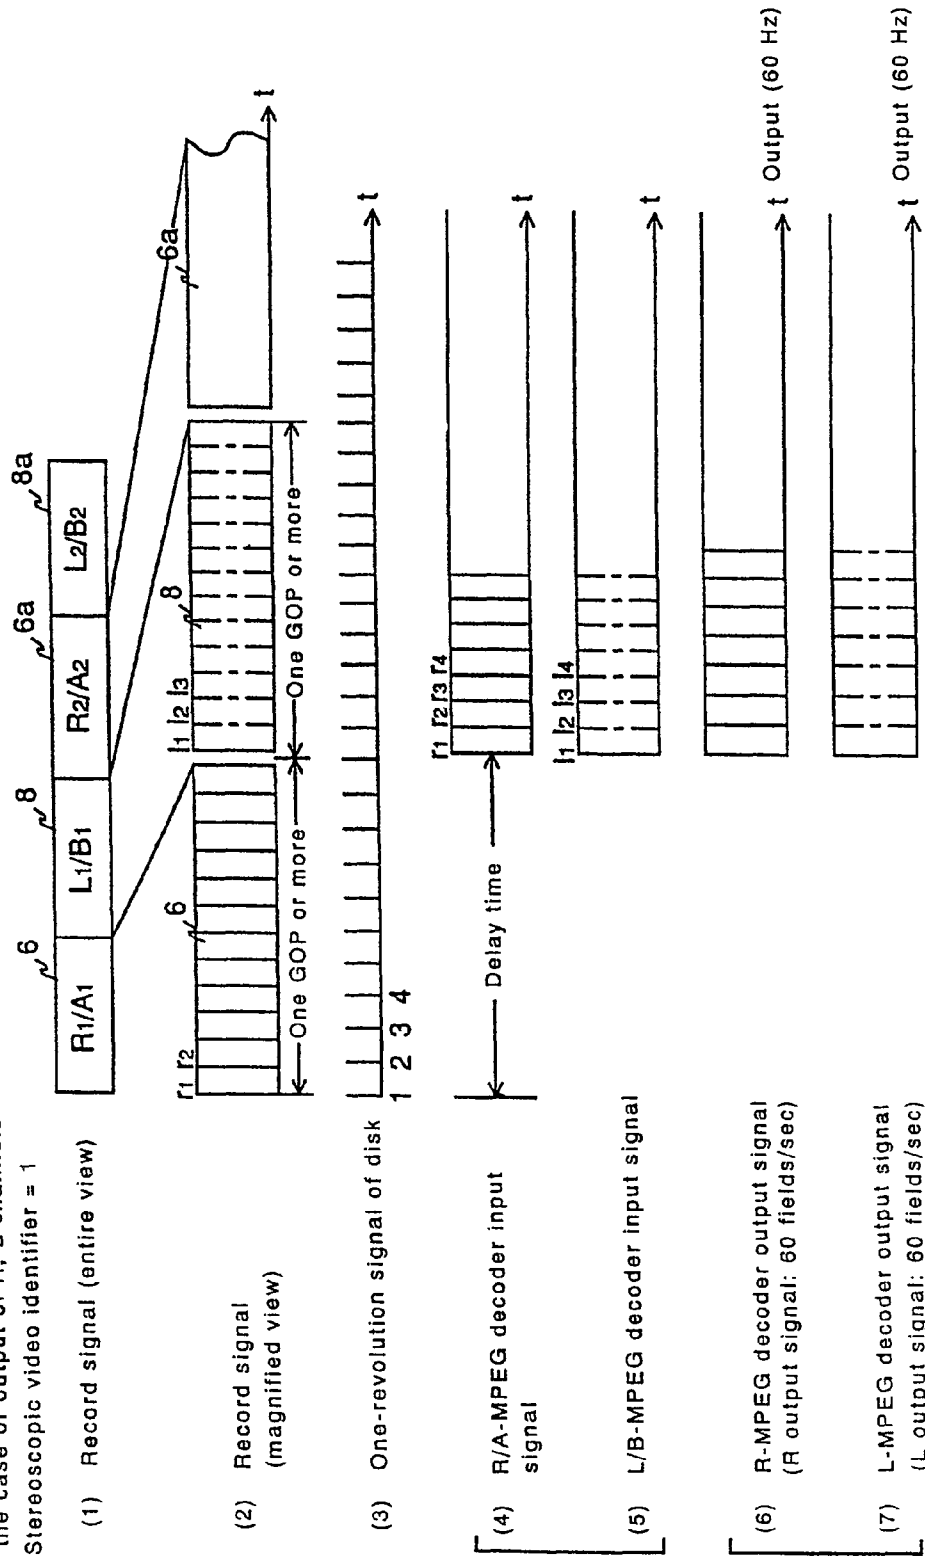 the case of output of R, L channels
Stereoscopic video identifier = 1
(1) Record signal (entire view)
6 8 6a 8a
R1/A1 L1/B1 R2/A2 L2/B2
(2) Record signal
(magnified view)
r1 r2 6 l1 l2 l3 8 6a t
One GOP or more One GOP or more
(3) One-revolution signal of disk
1 2 3 4 t
(4) R/A-MPEG decoder input
signal
Delay time
r1 r2 r3 r4 t
(5) L/B-MPEG decoder input signal
l1 l2 l3 l4 t
(6) R-MPEG decoder output signal
(R output signal: 60 fields/sec)
t Output (60 Hz)
(7) L-MPEG decoder output signal
(L output signal: 60 fields/sec)
t Output (60 Hz)